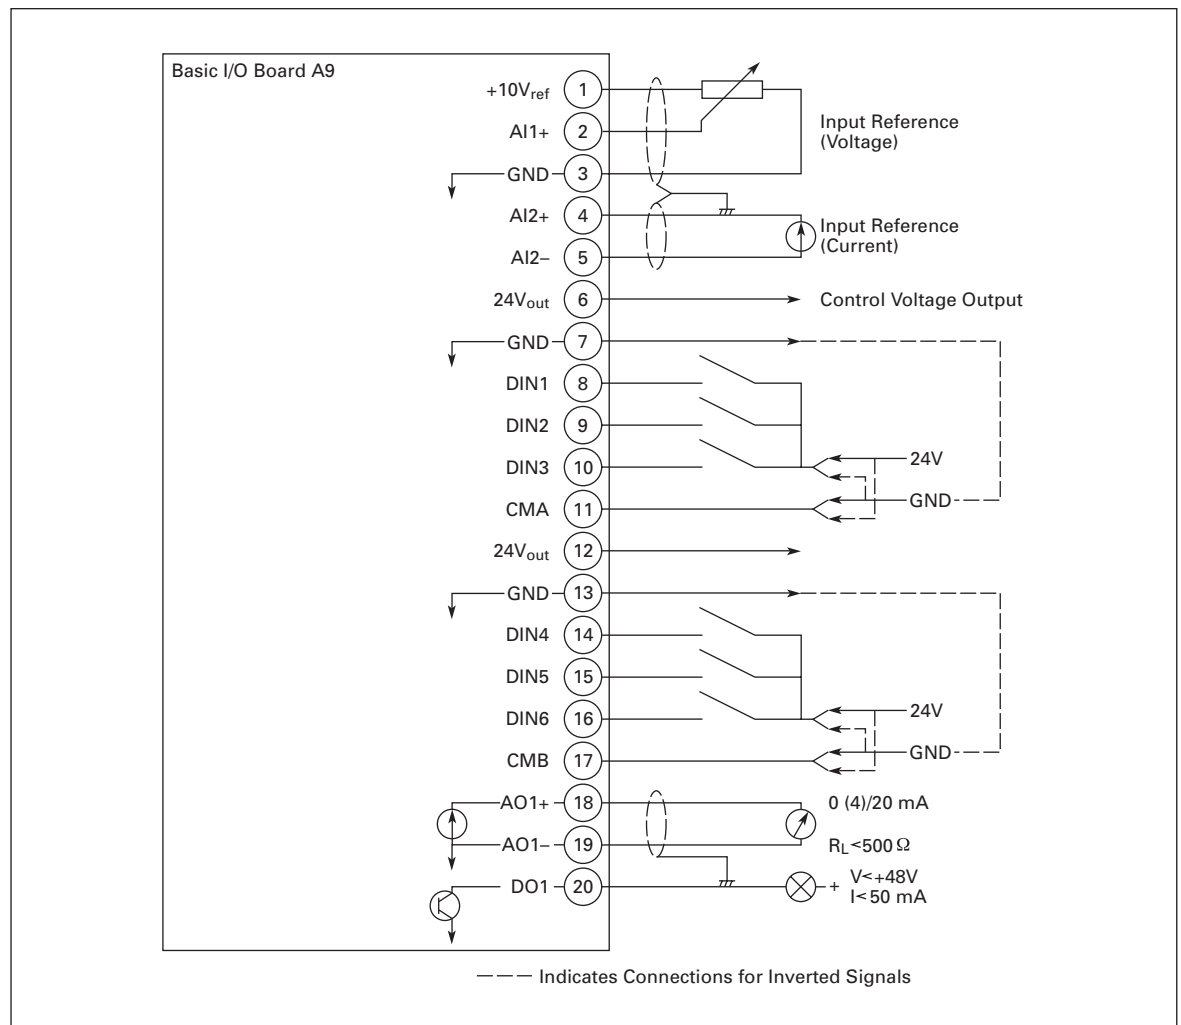 Basic I/O Board A9
+10Vref 1
AI1+ 2
Input Reference
(Voltage)
GND 3
AI2+ 4
Input Reference
(Current)
AI2– 5
24Vout 6 Control Voltage Output
GND 7
DIN1 8
DIN2 9
DIN3 10 24V
GND
CMA 11
24Vout 12
GND 13
DIN4 14
DIN5 15
DIN6 16 24V
GND
CMB 17
AO1+ 18 0 (4)/20 mA
AO1– 19 RL<500 Ω
DO1 20 + V<+48V
I<50 mA
Indicates Connections for Inverted Signals